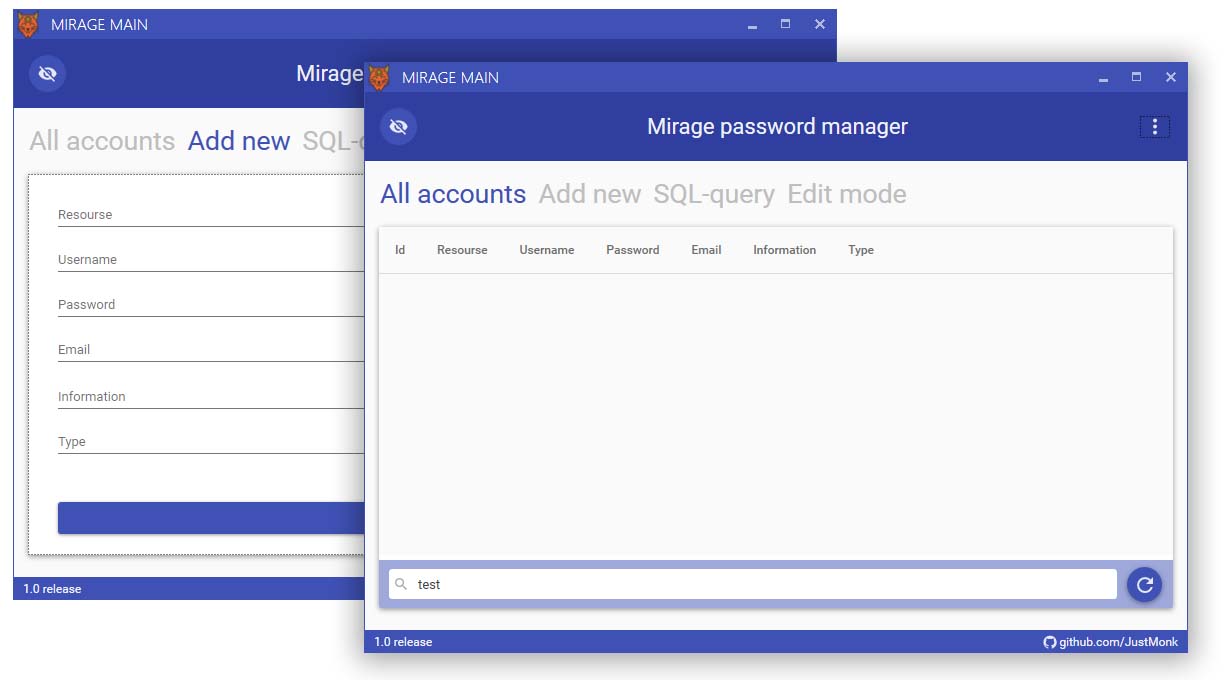 MIRAGE MAIN
Mirage
All accounts Add new SQL-
Resourse
Username
Password
Email
Information
Type
1.0 release
MIRAGE MAIN
Mirage password manager
All accounts Add new SQL-query Edit mode
Id Resourse Username Password Email Information Type
test
1.0 release github.com/JustMonk